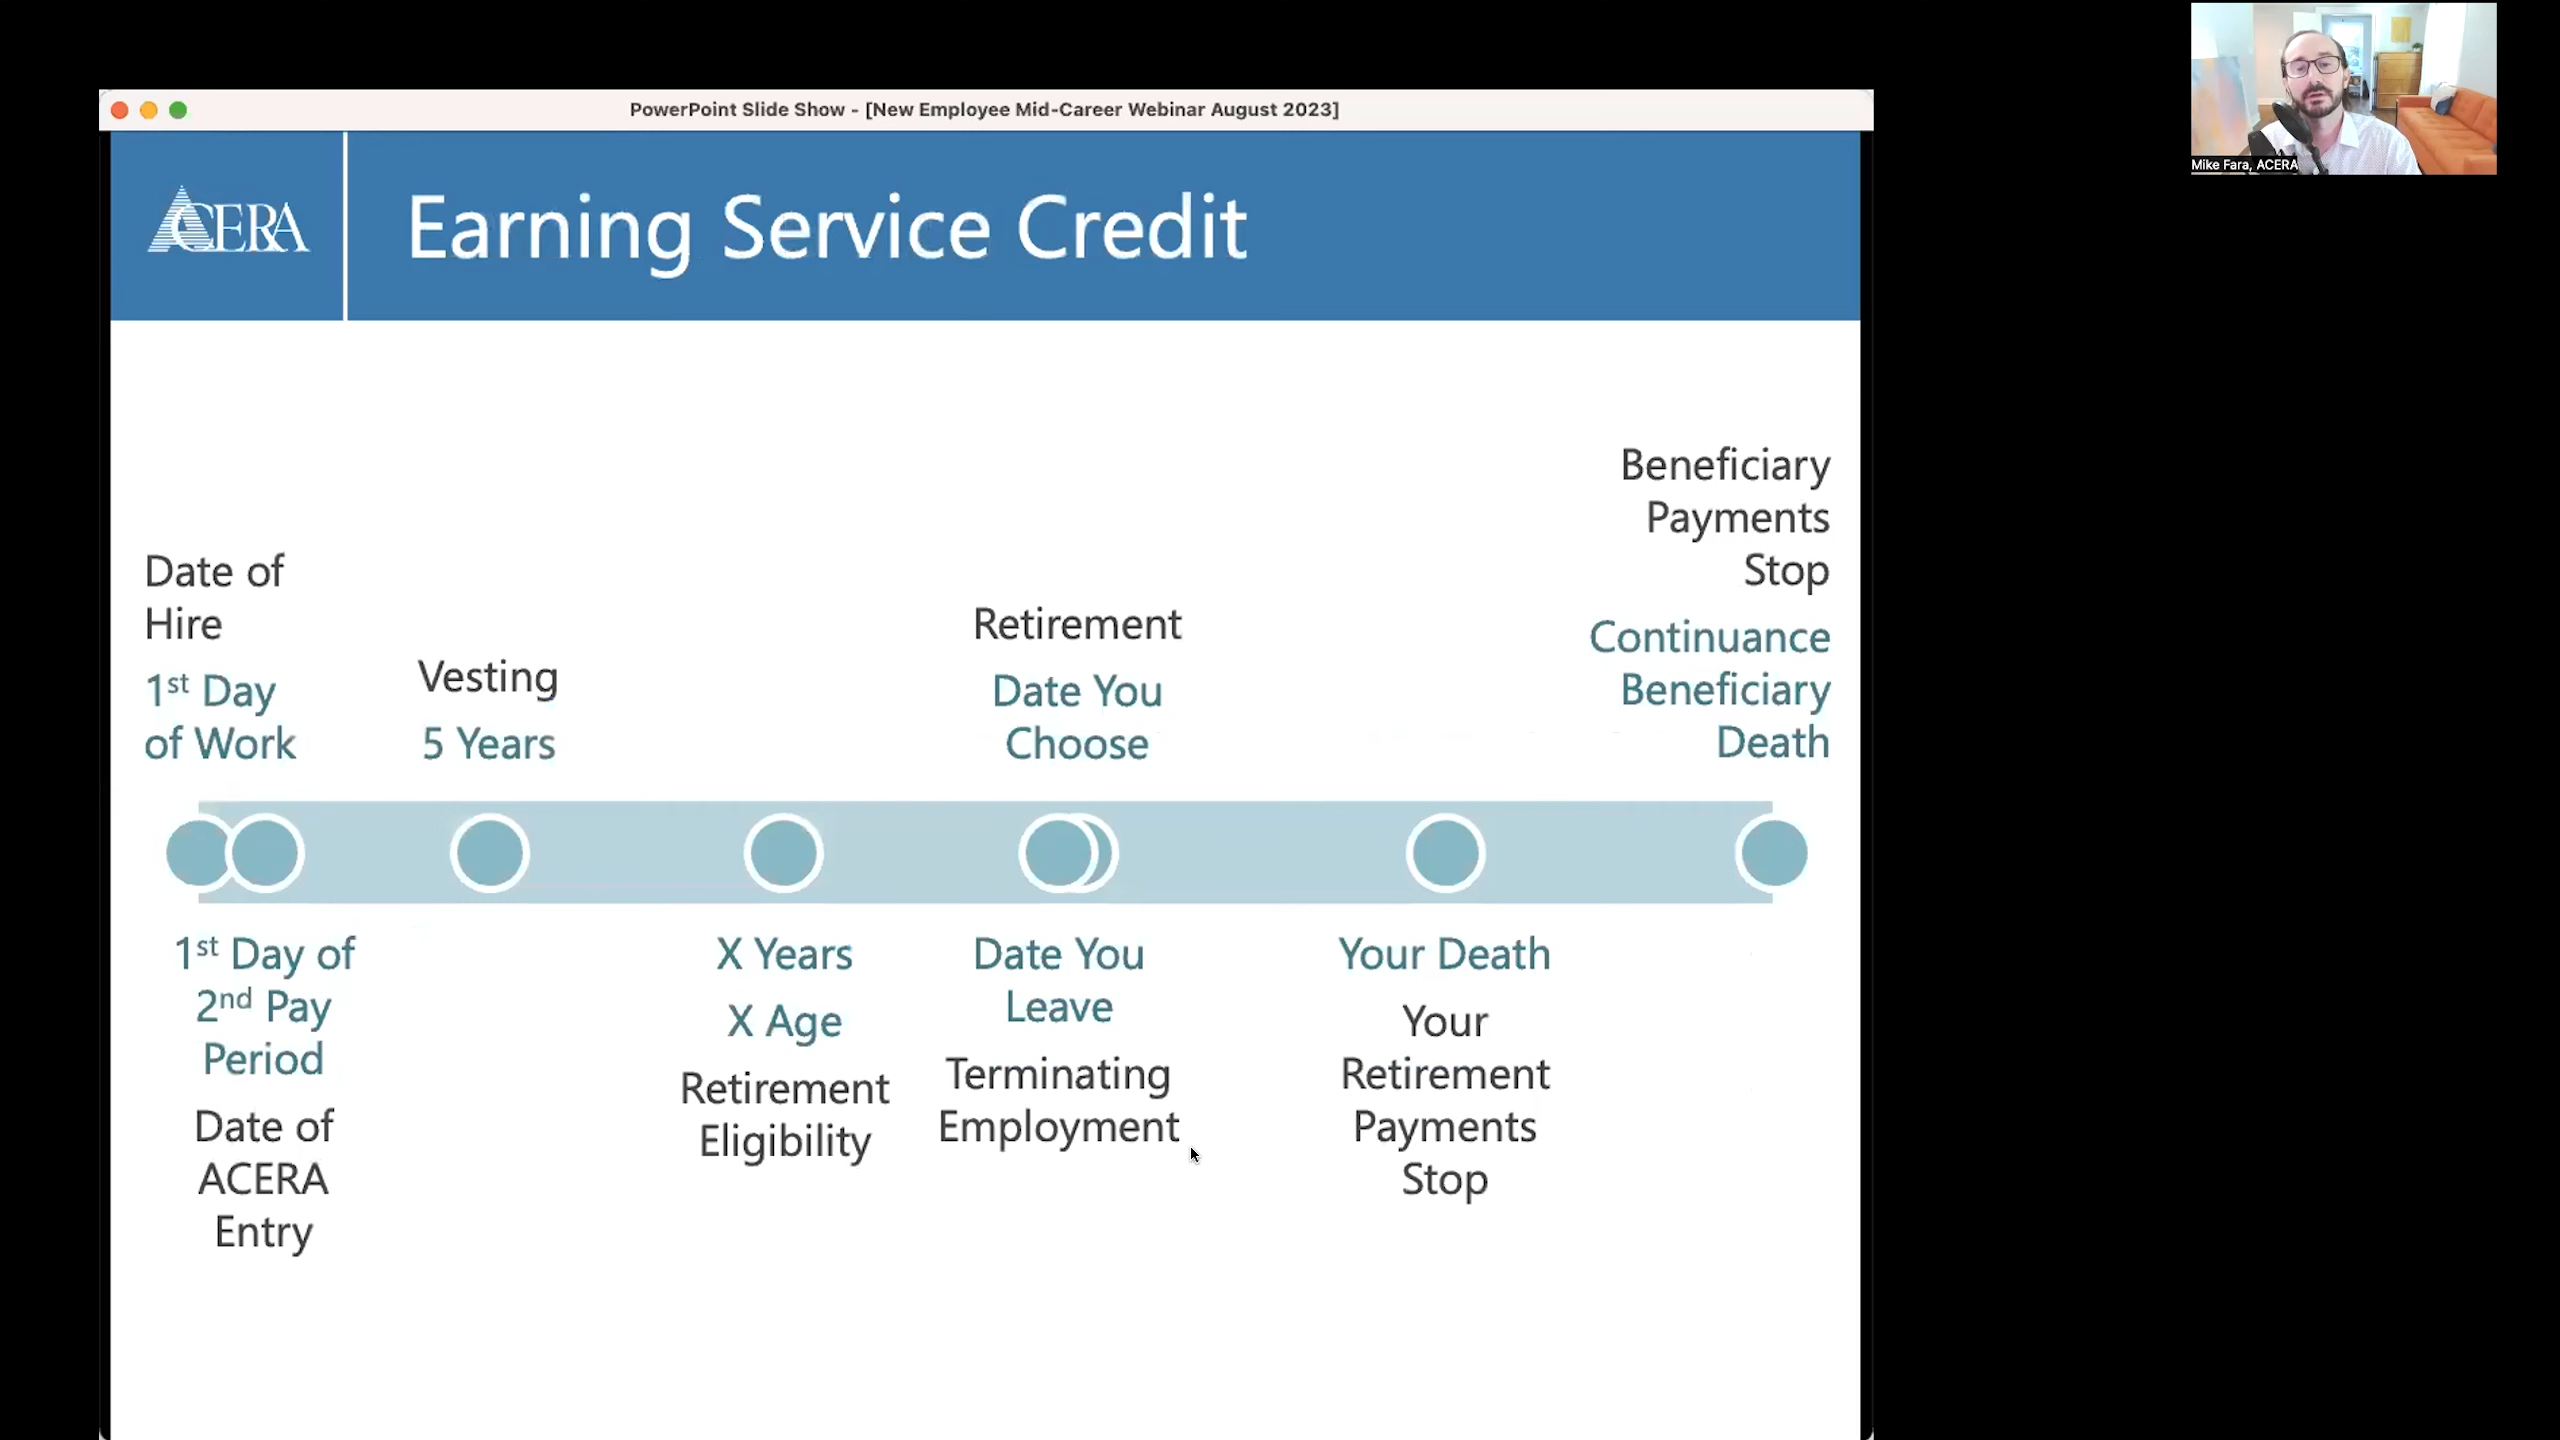 PowerPoint Slide Show - [New Employee Mid-Career Webinar August 2023]
Mike Fara, ACERA
ACERA
Earning Service Credit
Date of
Hire
1st Day
of Work
Vesting
5 Years
Retirement
Date You
Choose
Beneficiary
Payments
Stop
Continuance
Beneficiary
Death
1st Day of
2nd Pay
Period
Date of
ACERA
Entry
X Years
X Age
Retirement
Eligibility
Date You
Leave
Terminating
Employment
Your Death
Your
Retirement
Payments
Stop